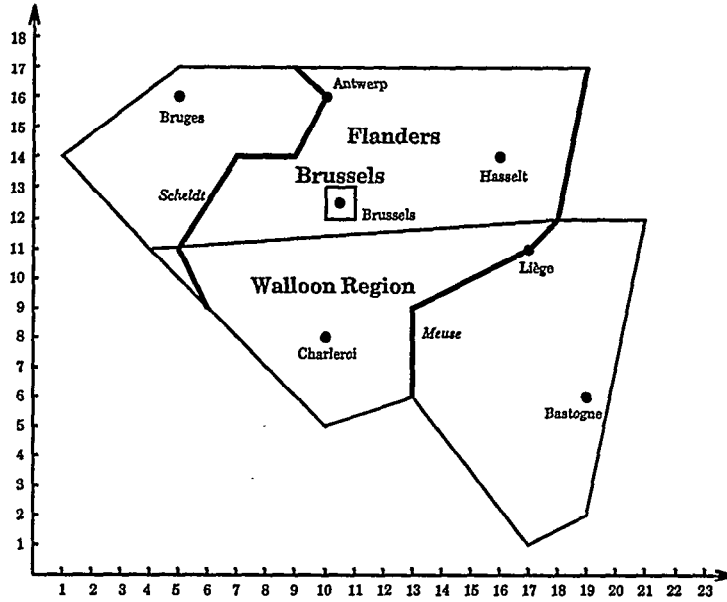 18
17
16
15
14
13
12
11
10
9
8
7
6
5
4
3
2
1
Antwerp
Bruges
Flanders
Brussels
Hasselt
Scheldt
Brussels
Walloon Region
Liège
Meuse
Charleroi
Bastogne
1 2 3 4 5 6 7 8 9 10 11 12 13 14 15 16 17 18 19 20 21 22 23